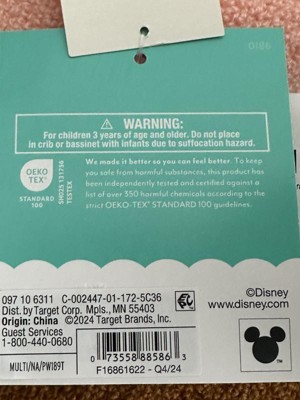 0186
⚠ WARNING:
For children 3 years of age and older. Do not place
in crib or bassinet with infants due to suffocation hazard.
OEKO
TEX®
STANDARD
100
SH025 131756
TESTEX
We made it better so you can feel better. To keep
you safe from harmful substances, this product has
been independently tested and certified against a
list of over 350 harmful chemicals according to the
strict OEKO-TEX® STANDARD 100 guidelines.
097 10 6311 C-002447-01-172-5C36
Dist. by Target Corp. Mpls., MN 55403
Origin: China ©2024 Target Brands, Inc.
Guest Services
1-800-440-0680
MULTI/NA/PW189T
0 73558 88586 3
F16861622 - Q4/24
©Disney
www.disney.com
TM